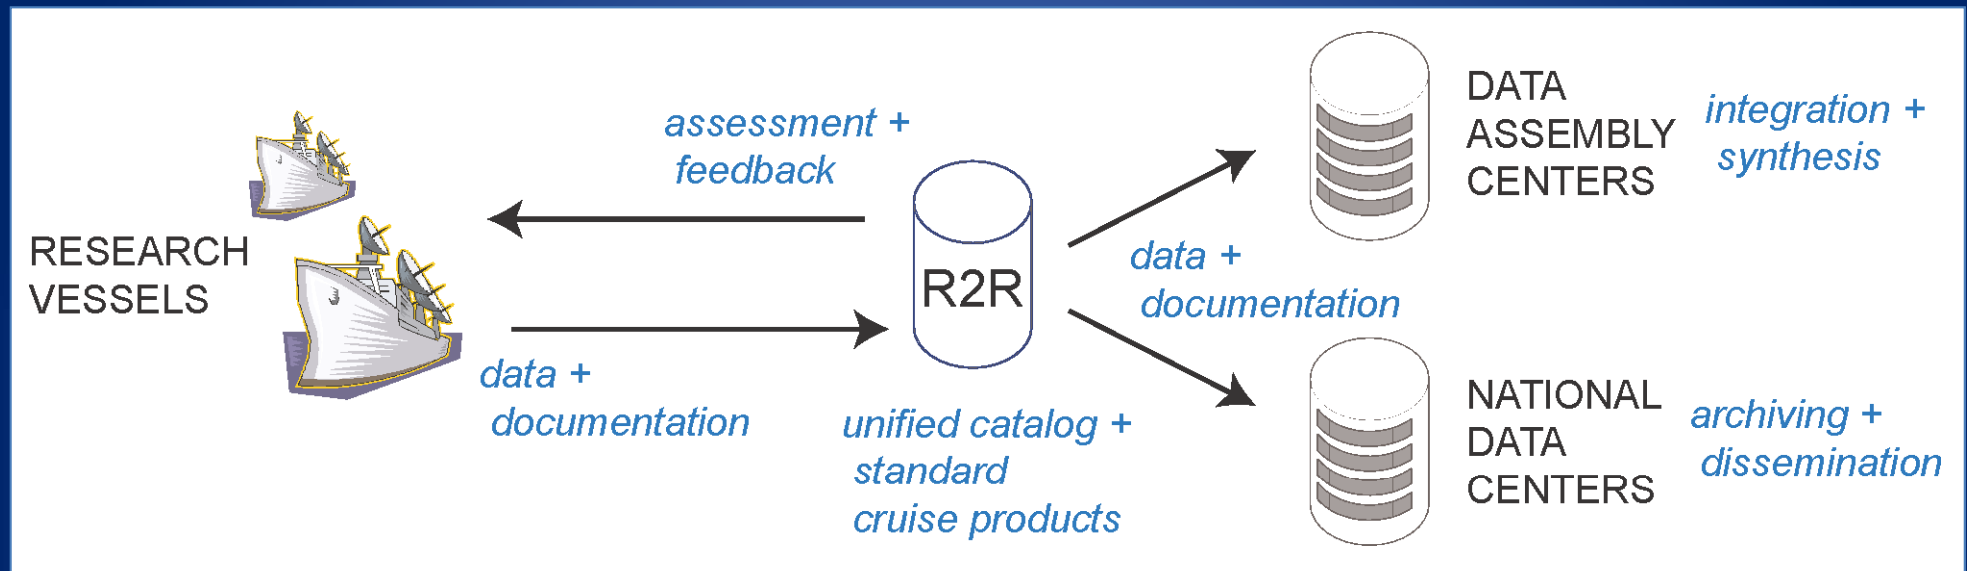 RESEARCH
VESSELS
assessment +
feedback
data +
documentation
R2R
unified catalog +
standard
cruise products
data +
documentation
DATA
ASSEMBLY
CENTERS
integration +
synthesis
NATIONAL
DATA
CENTERS
archiving +
dissemination